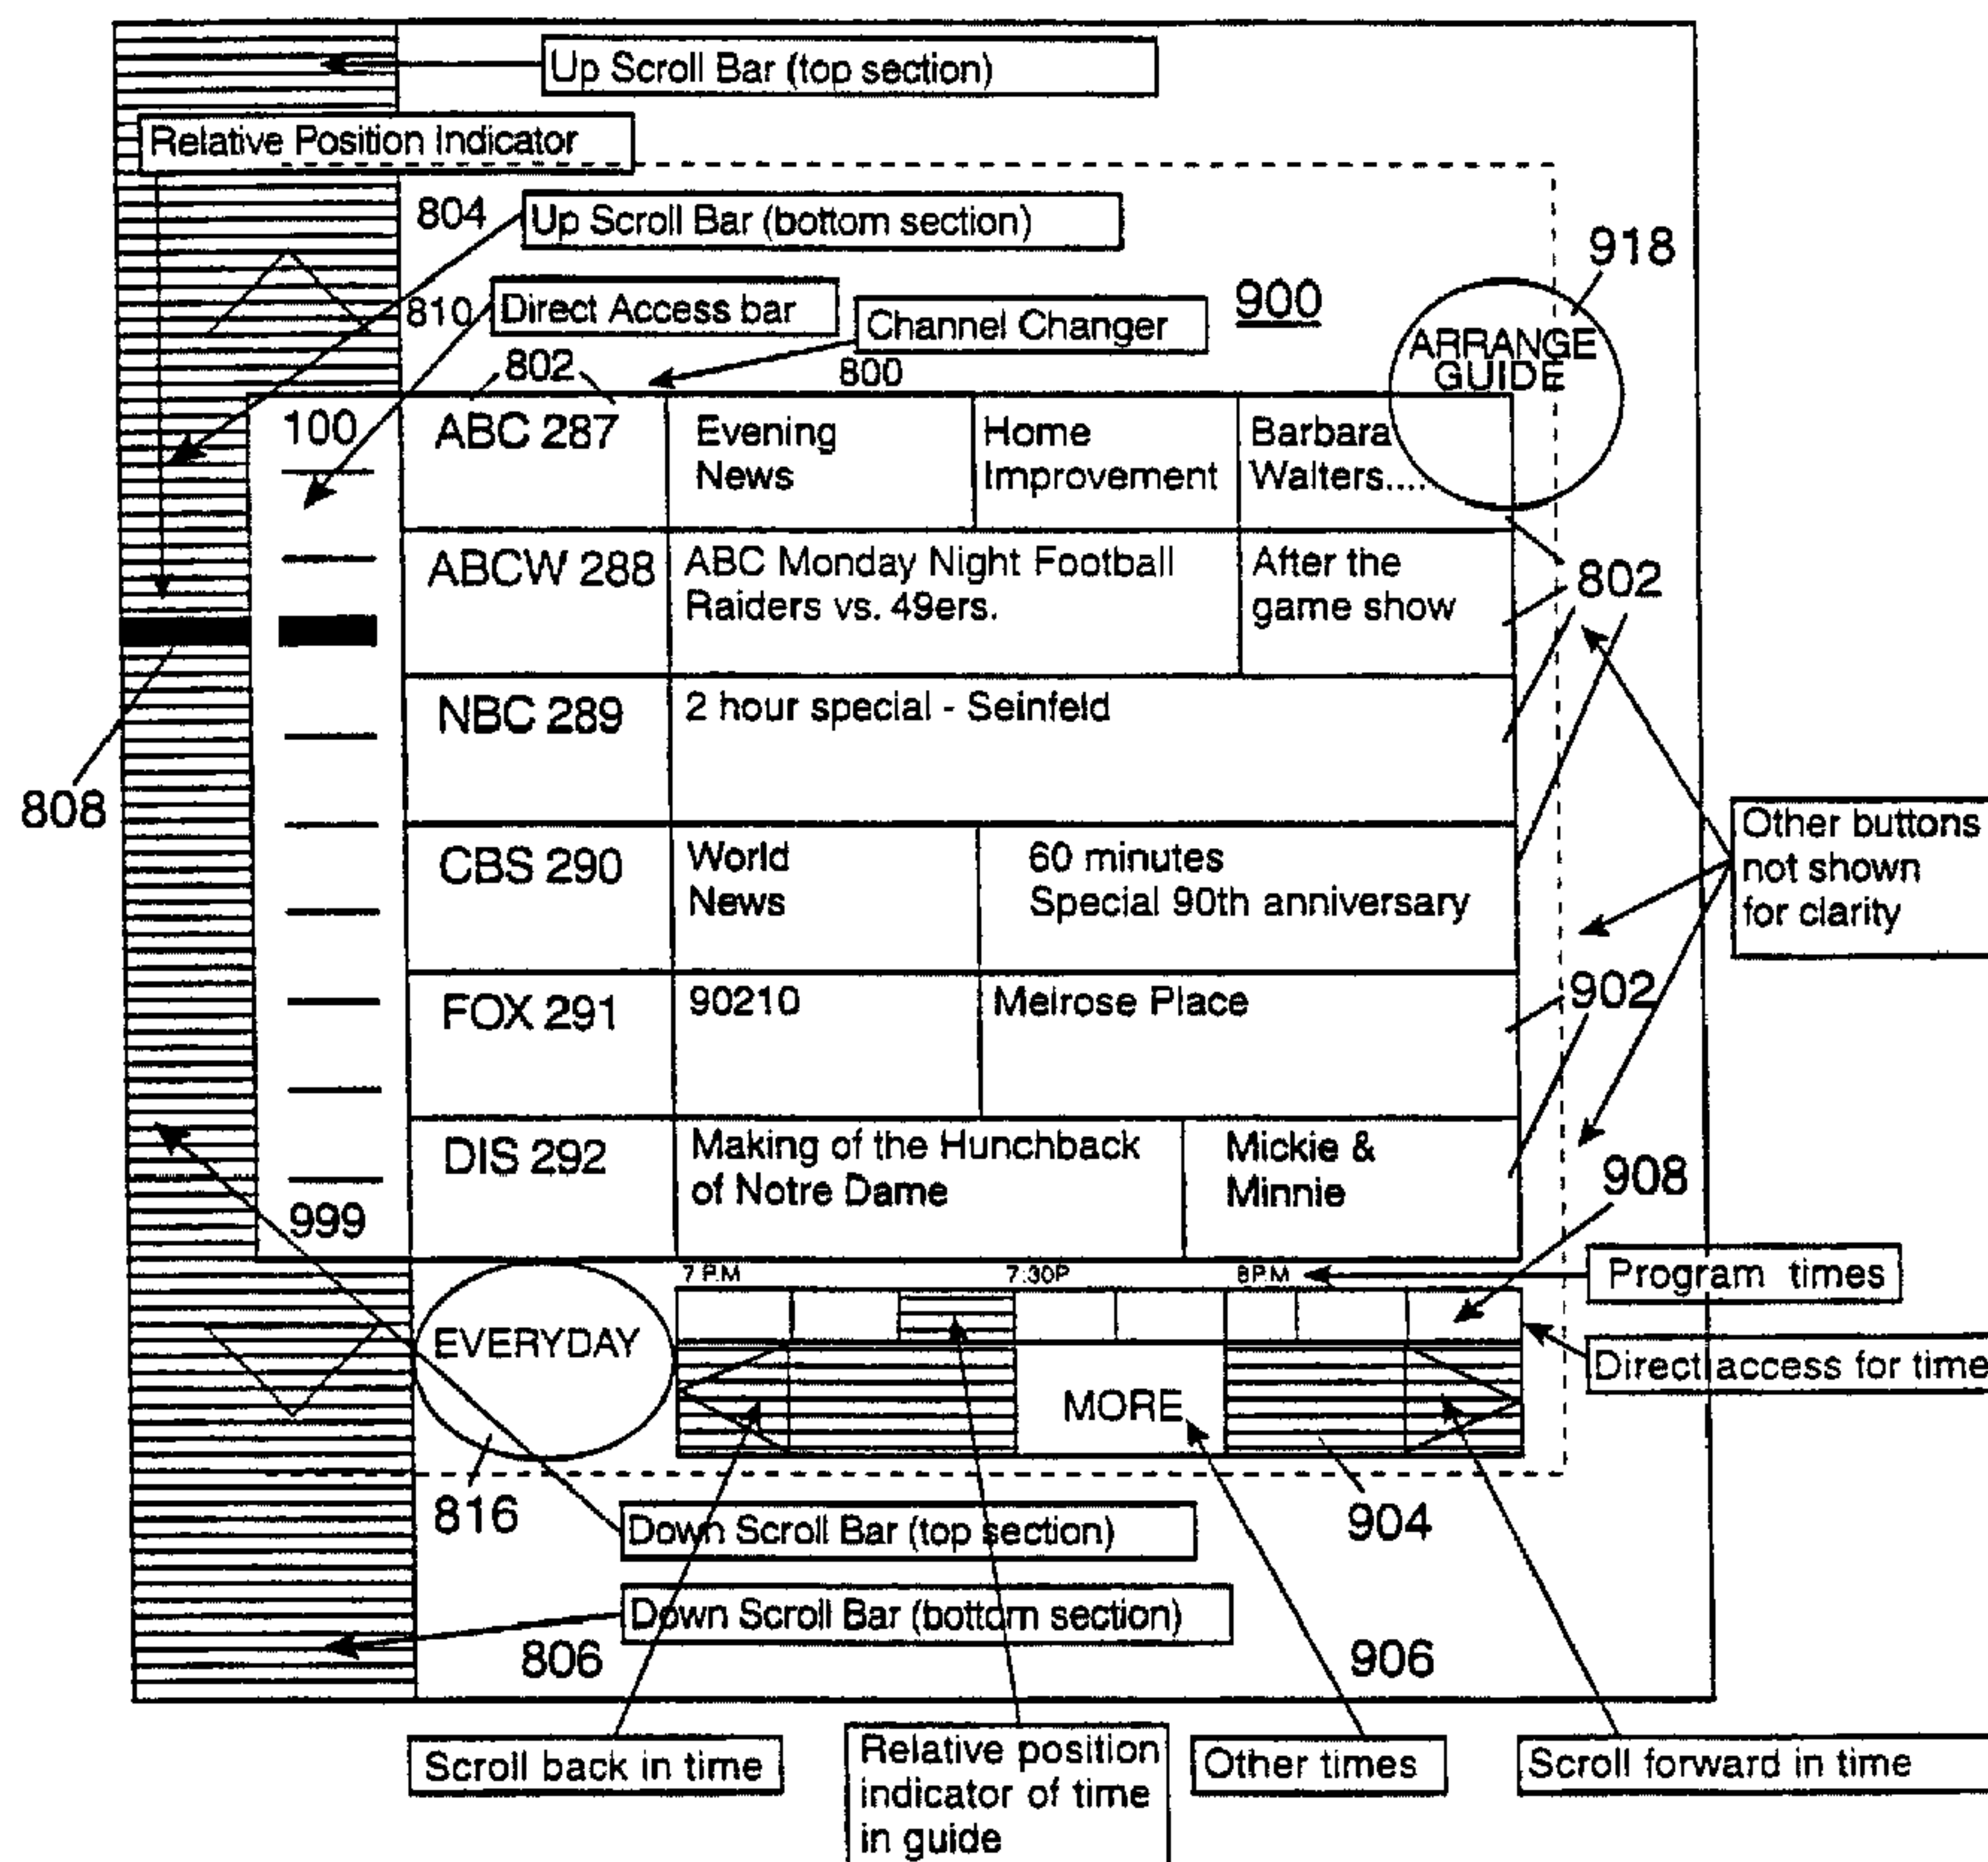 Up Scroll Bar (top section)
Relative Position Indicator
804
Up Scroll Bar (bottom section)
918
810
Direct Access bar
Channel Changer
900
ARRANGE
GUIDE
802
800
100
ABC 287
Evening
News
Home
Improvement
Barbara
Walters....
ABCW 288
ABC Monday Night Football
Raiders vs. 49ers.
After the
game show
802
NBC 289
2 hour special - Seinfeld
808
Other buttons
not shown
for clarity
CBS 290
World
News
60 minutes
Special 90th anniversary
902
FOX 291
90210
Melrose Place
DIS 292
Making of the Hunchback
of Notre Dame
Mickie &
Minnie
908
999
7 P.M
7:30P
8P.M
Program times
EVERYDAY
Direct access for time
MORE
816
904
Down Scroll Bar (top section)
Down Scroll Bar (bottom section)
806
906
Scroll back in time
Relative position
indicator of time
in guide
Other times
Scroll forward in time